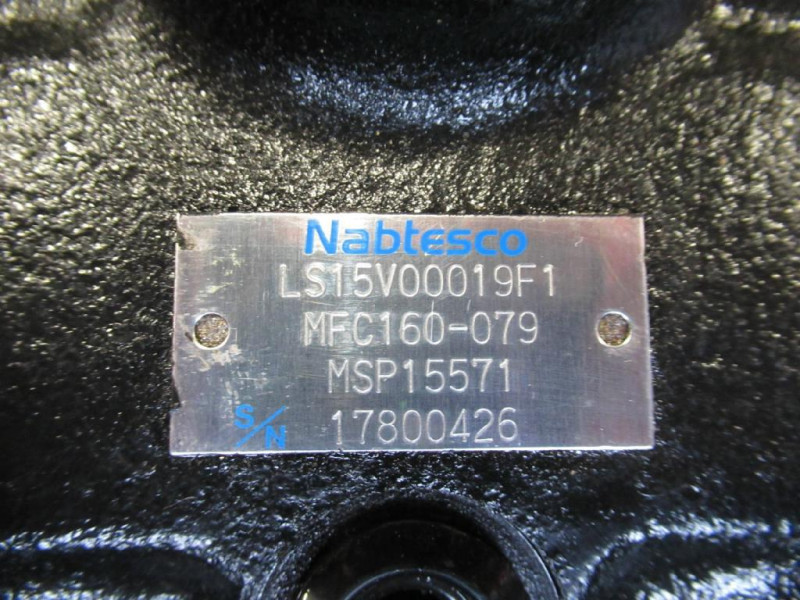 Nabtesco
LS15V00019F1
MFC160-079
MSP15571
S/N 17800426